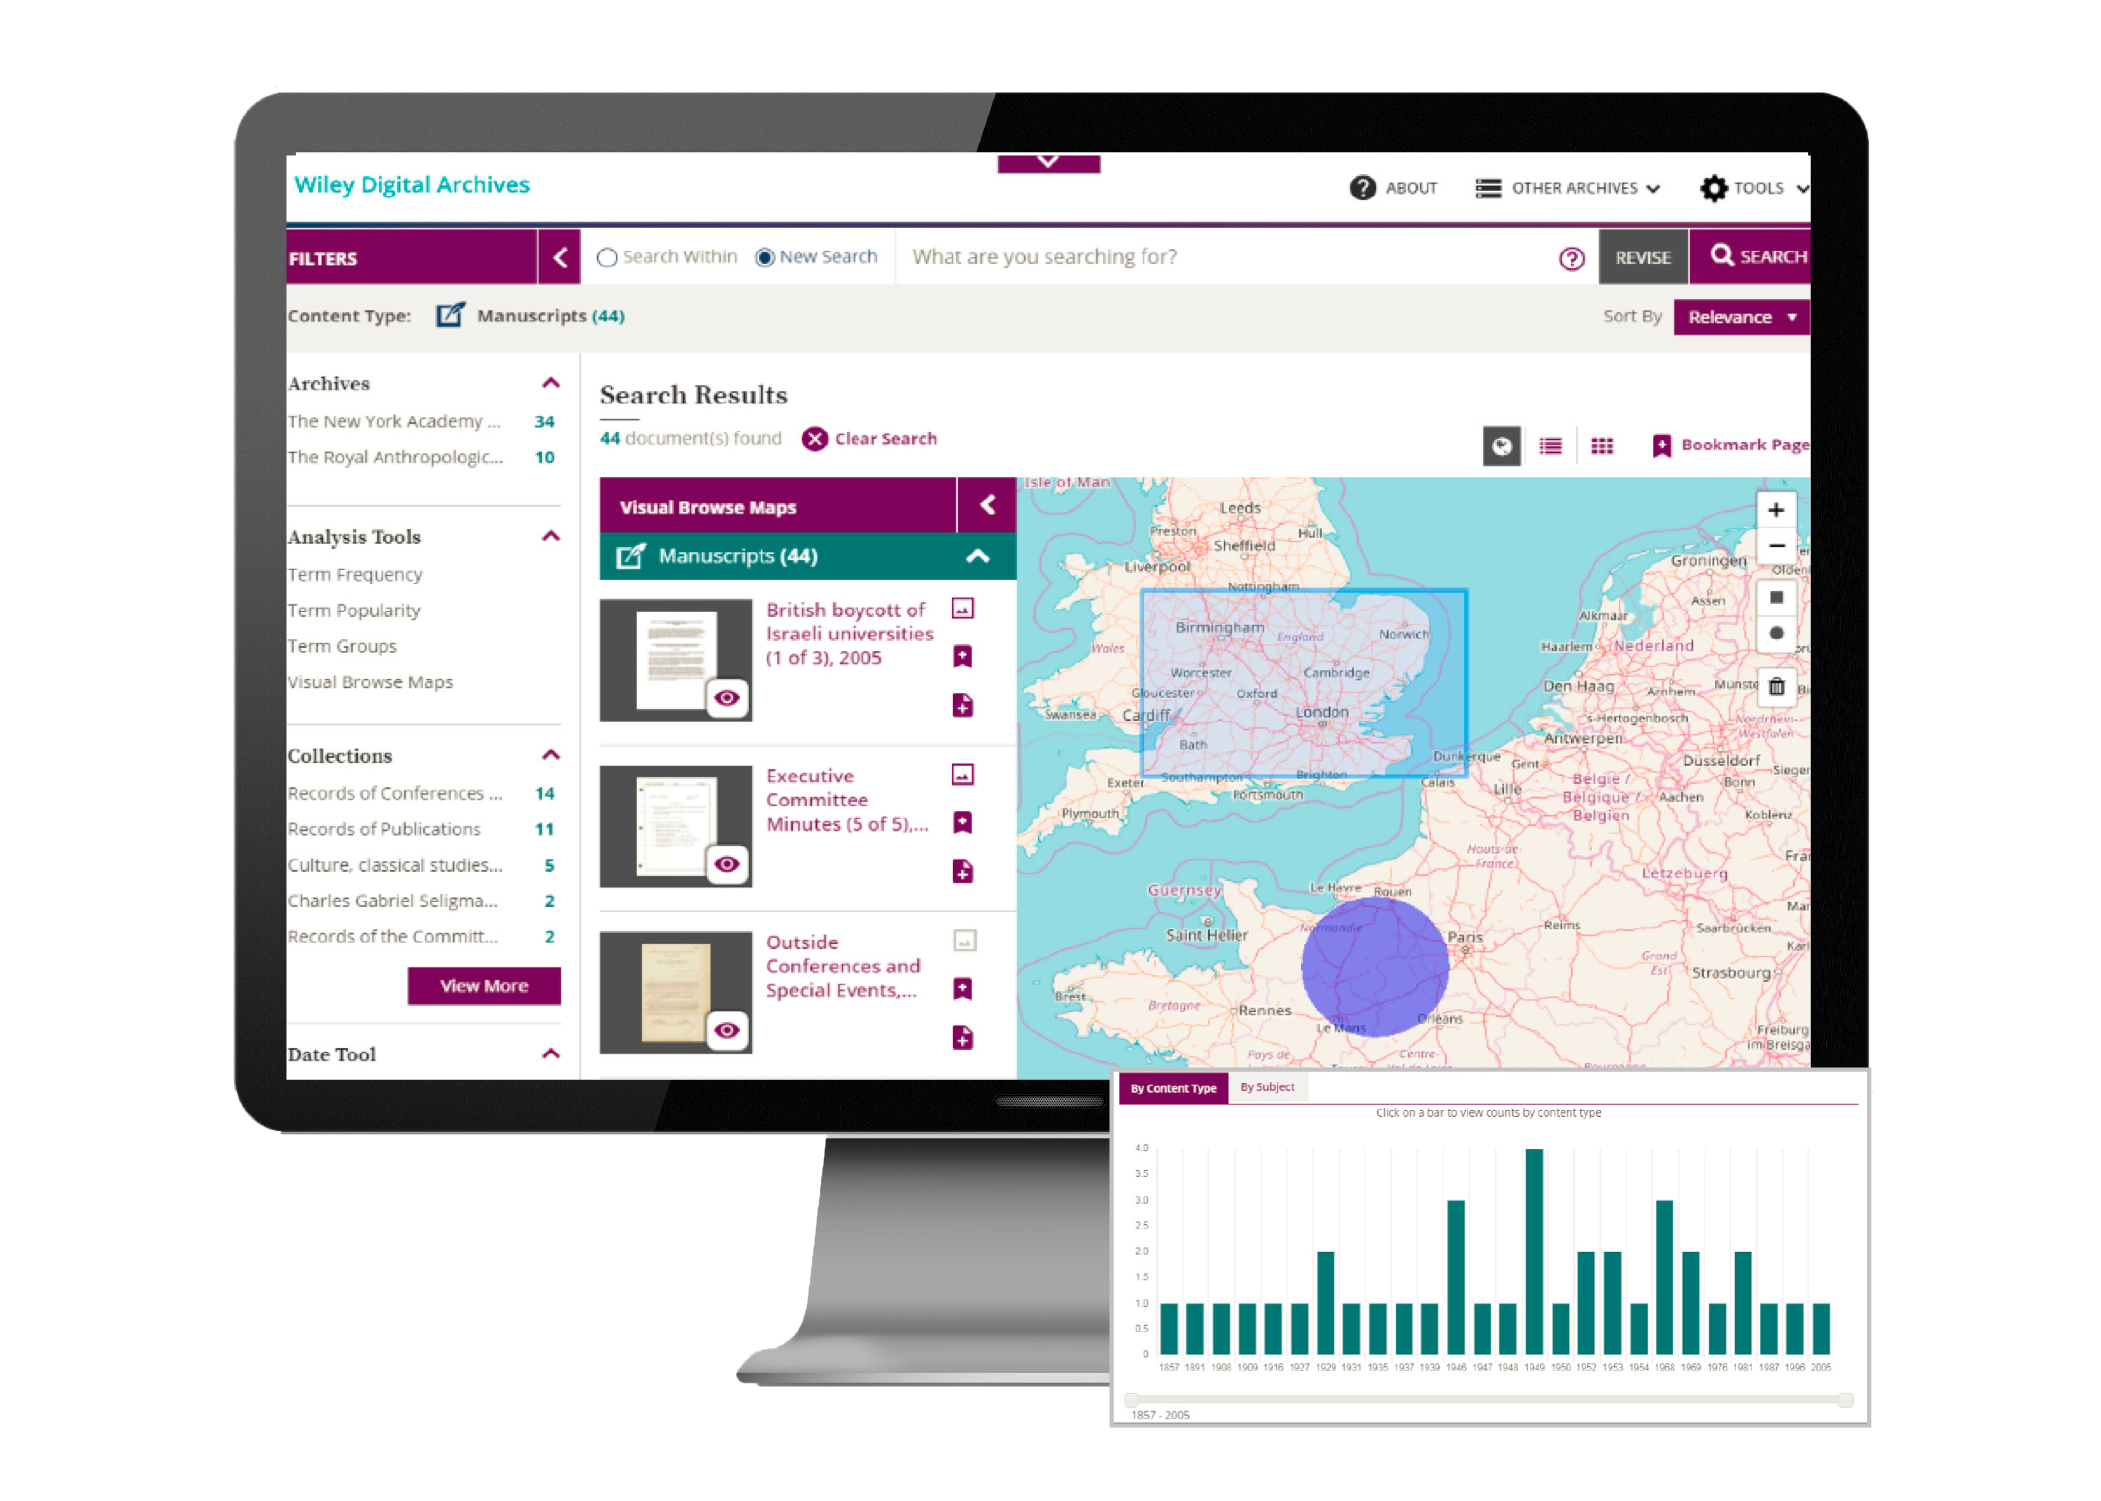 Wiley Digital Archives
ABOUT
OTHER ARCHIVES
TOOLS
FILTERS
Search Within
New Search
What are you searching for?
REVISE
SEARCH
Content Type:
Manuscripts (44)
Sort By
Relevance
Archives
The New York Academy ... 34
The Royal Anthropologic... 10
Analysis Tools
Term Frequency
Term Popularity
Term Groups
Visual Browse Maps
Collections
Records of Conferences ... 14
Records of Publications 11
Culture, classical studies... 5
Charles Gabriel Seligma... 2
Records of the Committ... 2
View More
Date Tool
Search Results
44 document(s) found
Clear Search
Bookmark Page
Visual Browse Maps
Manuscripts (44)
British boycott of
Israeli universities
(1 of 3), 2005
Executive
Committee
Minutes (5 of 5),...
Outside
Conferences and
Special Events,...
Isle of Man
Leeds
Preston
Hull
Sheffield
Liverpool
Nottingham
Birmingham
England
Norwich
Wales
Worcester
Cambridge
Gloucester
Oxford
Swansea
Cardiff
London
Bath
Exeter
Southampton
Brighton
Portsmouth
Plymouth
Groningen
Assen
Alkmaar
Haarlem
Nederland
Den Haag
Arnhem
's-Hertogenbosch
Nordrhein-
Westfalen
Antwerpen
Dunkerque
Gent
Düsseldorf
Calais
Lille
België /
Belgique /
Belgien
Aachen
Bonn
Siegen
Koblenz
Hauts-de-
France
Lëtzebuerg
Guernsey
Le Havre
Rouen
Normandie
Saint Helier
Paris
Reims
Saarbrücken
Grand
Est
Strasbourg
Brest
Bretagne
Rennes
Le Mans
Orléans
Freiburg
im Breisga
Pays de
Centre-
By Content Type
By Subject
Click on a bar to view counts by content type
4.0
3.5
3.0
2.5
2.0
1.5
1.0
0.5
0
1857 1891 1908 1909 1916 1927 1929 1931 1935 1937 1939 1946 1947 1948 1949 1950 1952 1953 1954 1968 1969 1976 1981 1987 1996 2005
1857 - 2005